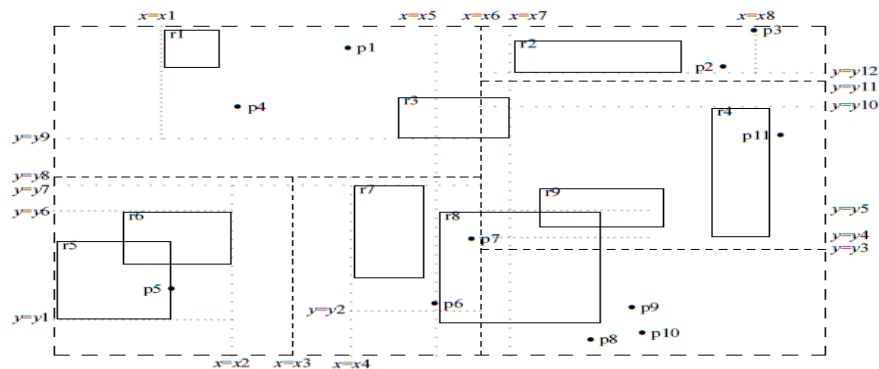 x=x1 x=x5 x=x6 x=x7 x=x8
r1 p1 r2 p3
p2 y=y12
y=y11
p4 r3 r4 y=y10
y=y9 p11
y=y8
y=y7 r7 r9
y=y6 r6 r8 y=y5
r5 p7 y=y4
y=y3
p5 p6 p9
y=y1 y=y2
p8 p10
x=x2 x=x3 x=x4